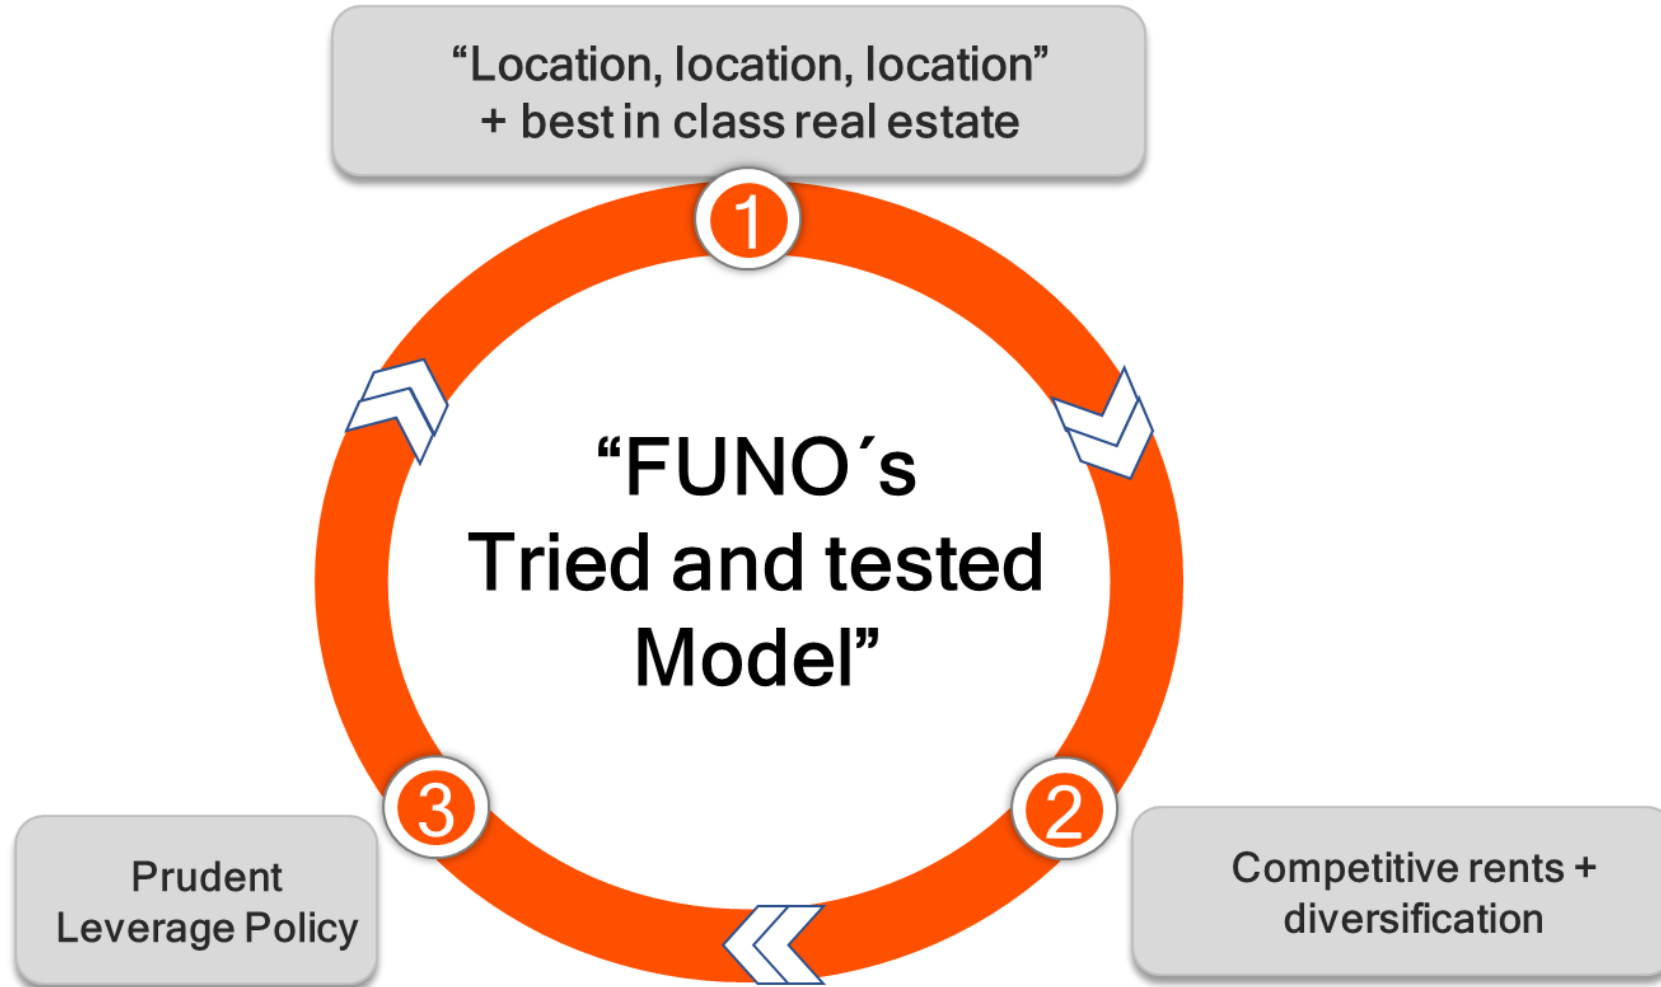 “Location, location, location”
+ best in class real estate
1
“FUNO´s
Tried and tested
Model”
3
2
Prudent
Leverage Policy
Competitive rents +
diversification